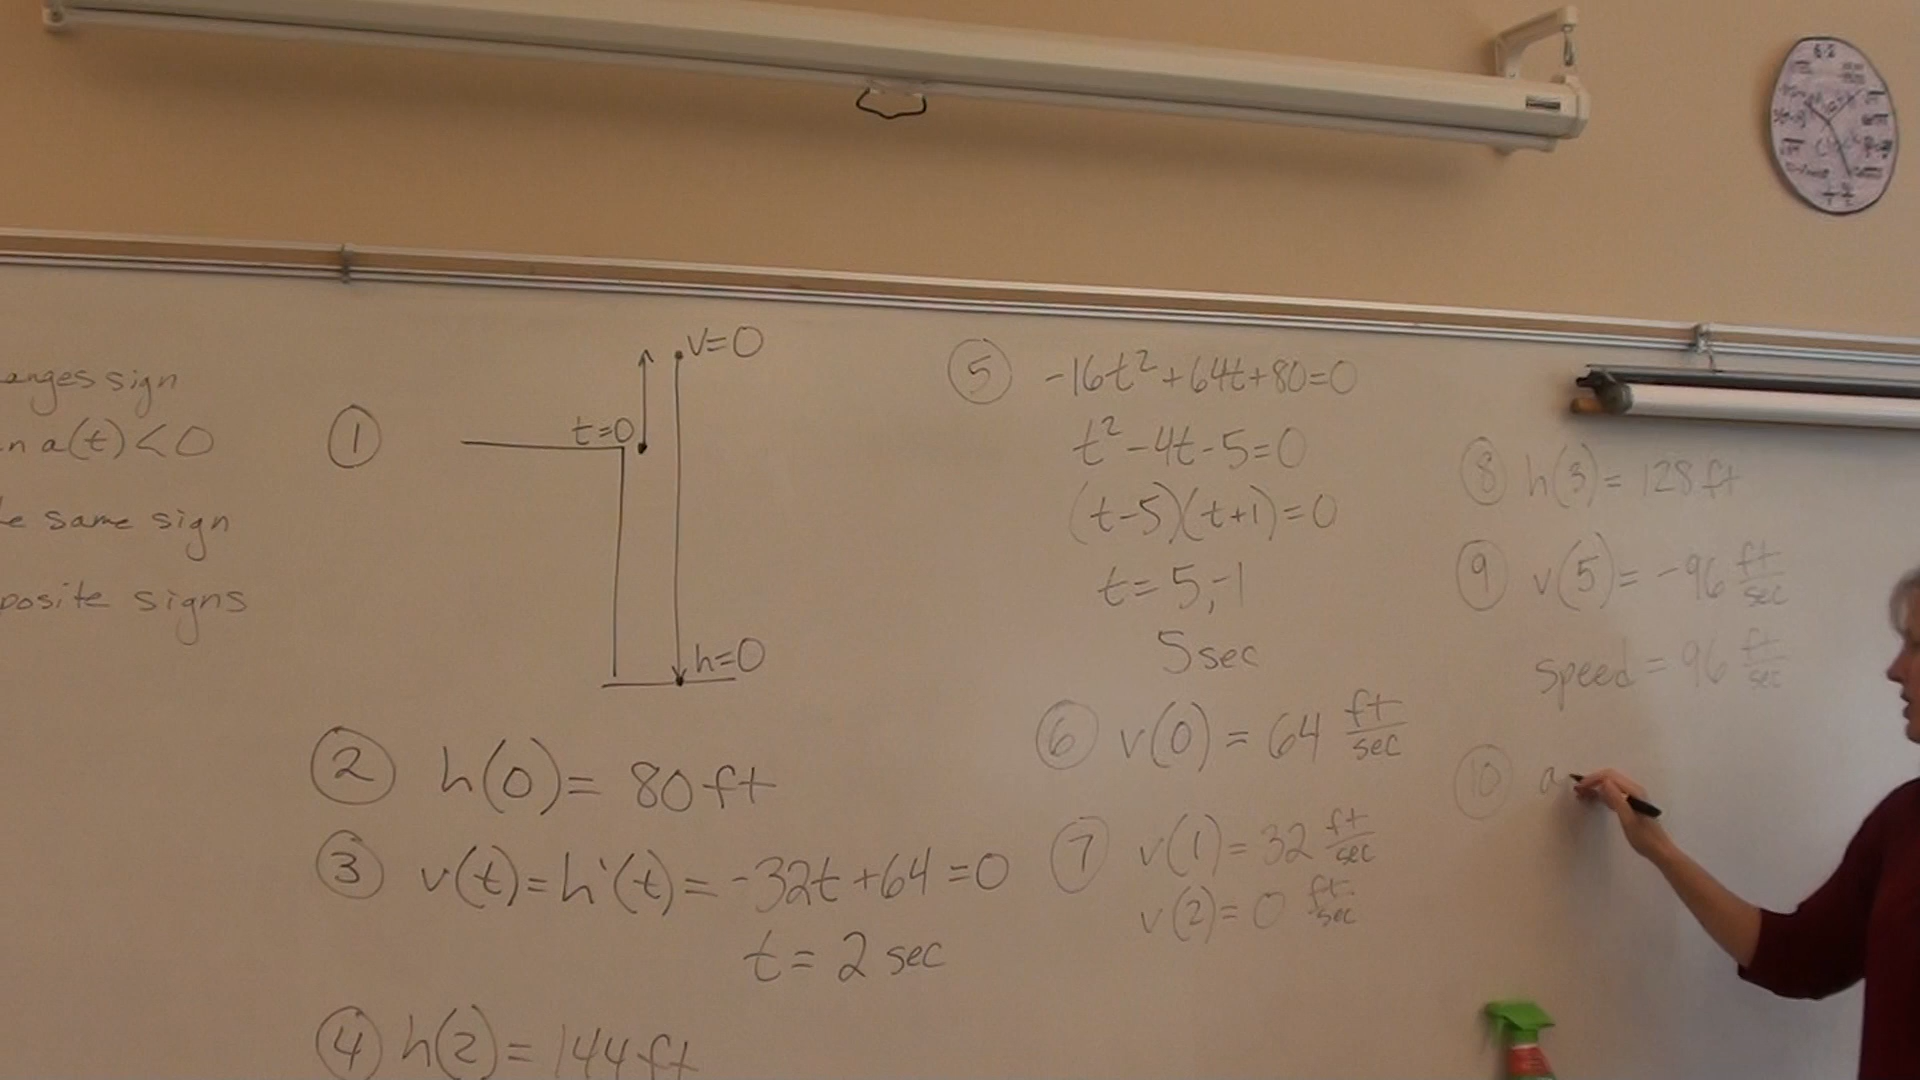 anges sign
n a(t) < 0
same sign
posite signs
① t=0 v=0
h=0
② h(0) = 80 ft
③ v(t) = h'(t) = -32t + 64 = 0
t = 2 sec
④ h(2) = 144 ft
⑤ -16t² + 64t + 80 = 0
t² - 4t - 5 = 0
(t-5)(t+1) = 0
t = 5, -1
5 sec
⑥ v(0) = 64 ft/sec
⑦ v(1) = 32 ft/sec
v(2) = 0 ft/sec
⑧ h(3) = 128 ft
⑨ v(5) = -96 ft/sec
speed = 96 ft/sec
⑩ a